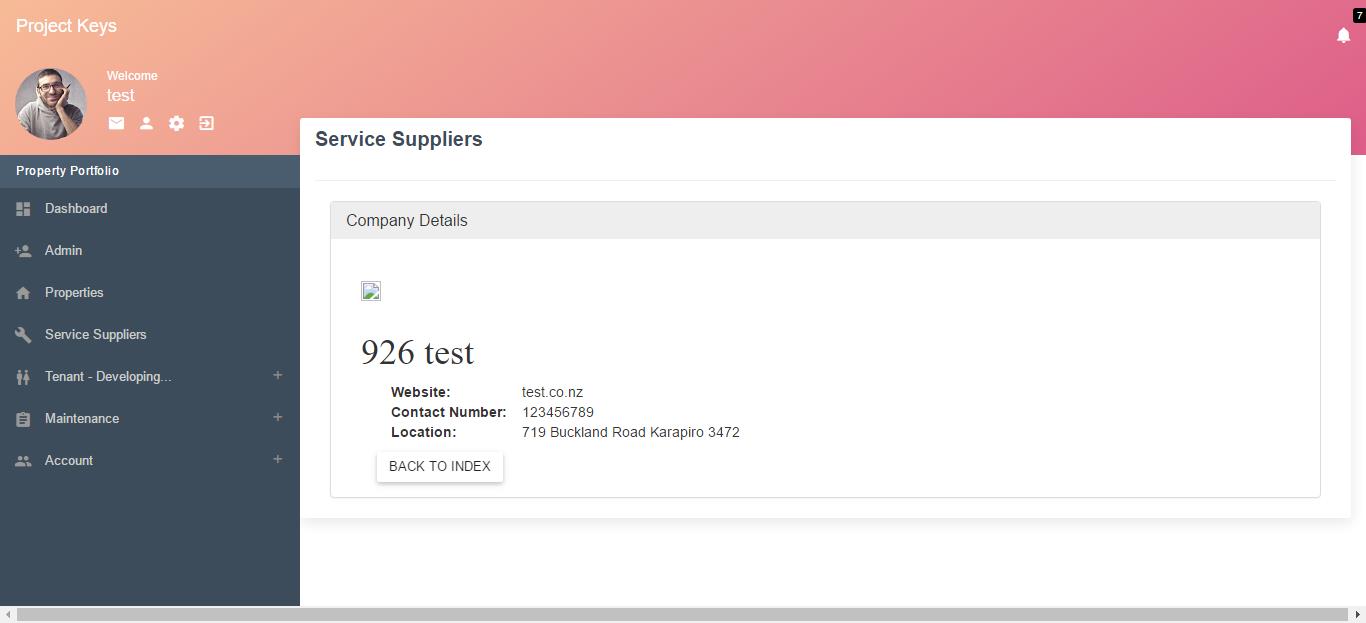 Project Keys
7
Welcome
test
Service Suppliers
Property Portfolio
Dashboard
Admin
Properties
Service Suppliers
Tenant - Developing...
Maintenance
Account
Company Details
926 test
Website: test.co.nz
Contact Number: 123456789
Location: 719 Buckland Road Karapiro 3472
BACK TO INDEX